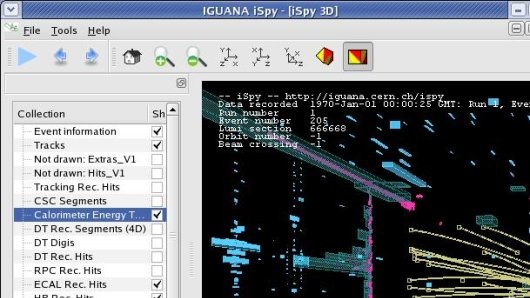 IGUANA iSpy - [iSpy 3D]
File Tools Help
Collection Sh
Event information
Tracks
Not drawn: Extras_V1
Not drawn: Hits_V1
Tracking Rec. Hits
CSC Segments
Calorimeter Energy T...
DT Rec. Segments (4D)
DT Digis
DT Rec. Hits
RPC Rec. Hits
ECAL Rec. Hits
HB Rec. Hits
-- iSpy -- http://iguana.cern.ch/ispy
Data recorded 1970-Jan-01 00:00:25 GMT: Run 1, Eve
Run number 1
Event number 205
Lumi section 666668
Orbit number -1
Beam crossing -1